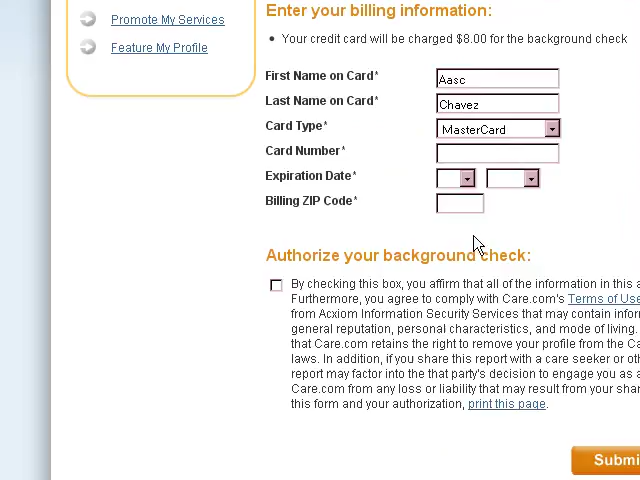 Promote My Services
Feature My Profile
Enter your billing information:
Your credit card will be charged $8.00 for the background check
First Name on Card* Aasc
Last Name on Card* Chavez
Card Type* MasterCard
Card Number*
Expiration Date*
Billing ZIP Code*
Authorize your background check:
By checking this box, you affirm that all of the information in this a
Furthermore, you agree to comply with Care.com's Terms of Use
from Acxiom Information Security Services that may contain infor
general reputation, personal characteristics, and mode of living.
that Care.com retains the right to remove your profile from the Ca
laws. In addition, if you share this report with a care seeker or oth
report may factor into the that party's decision to engage you as a
Care.com from any loss or liability that may result from your shar
this form and your authorization, print this page.
Submi